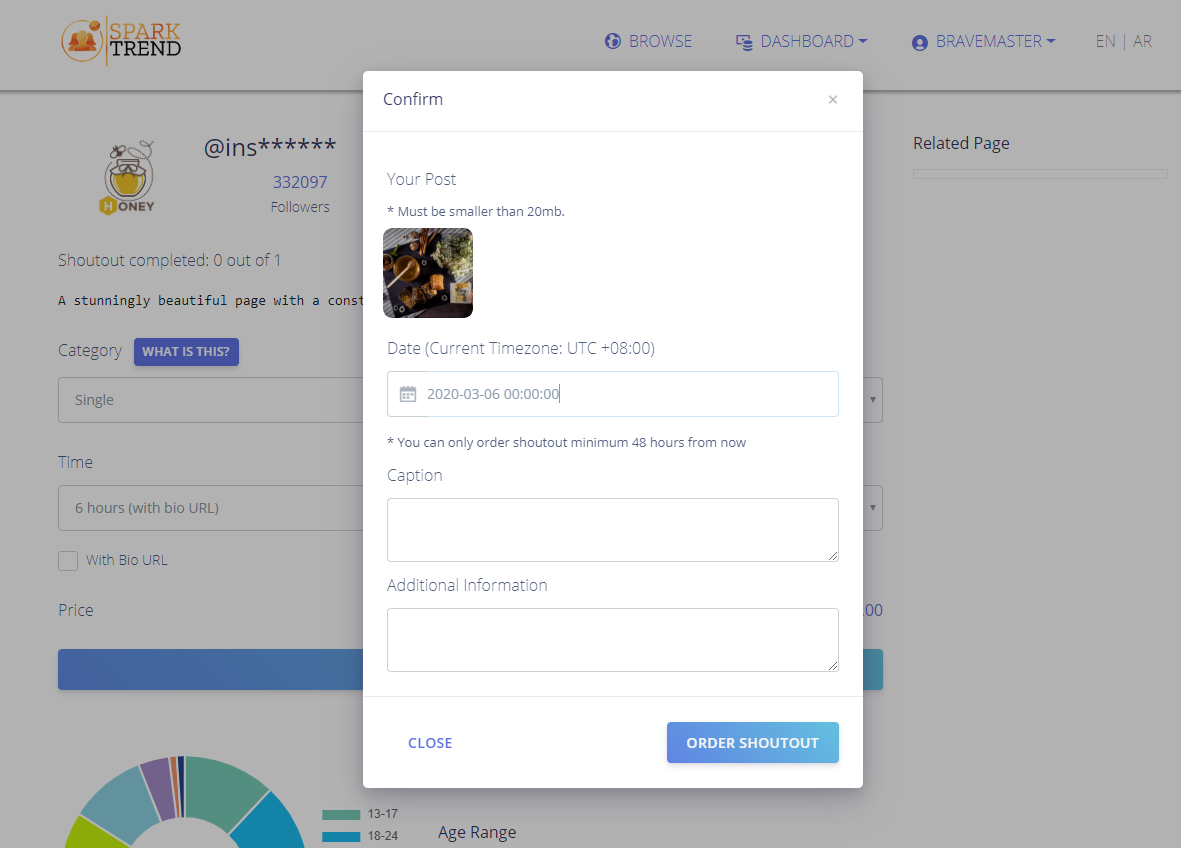 SPARK
TREND
BROWSE
DASHBOARD
BRAVEMASTER
EN | AR
Confirm
×
HONEY
@ins******
332097
Followers
Related Page
Your Post
* Must be smaller than 20mb.
Shoutout completed: 0 out of 1
A stunningly beautiful page with a const
Category
WHAT IS THIS?
Single
Date (Current Timezone: UTC +08:00)
2020-03-06 00:00:00
* You can only order shoutout minimum 48 hours from now
Time
6 hours (with bio URL)
Caption
With Bio URL
Additional Information
Price
.00
CLOSE
ORDER SHOUTOUT
13-17
18-24
Age Range